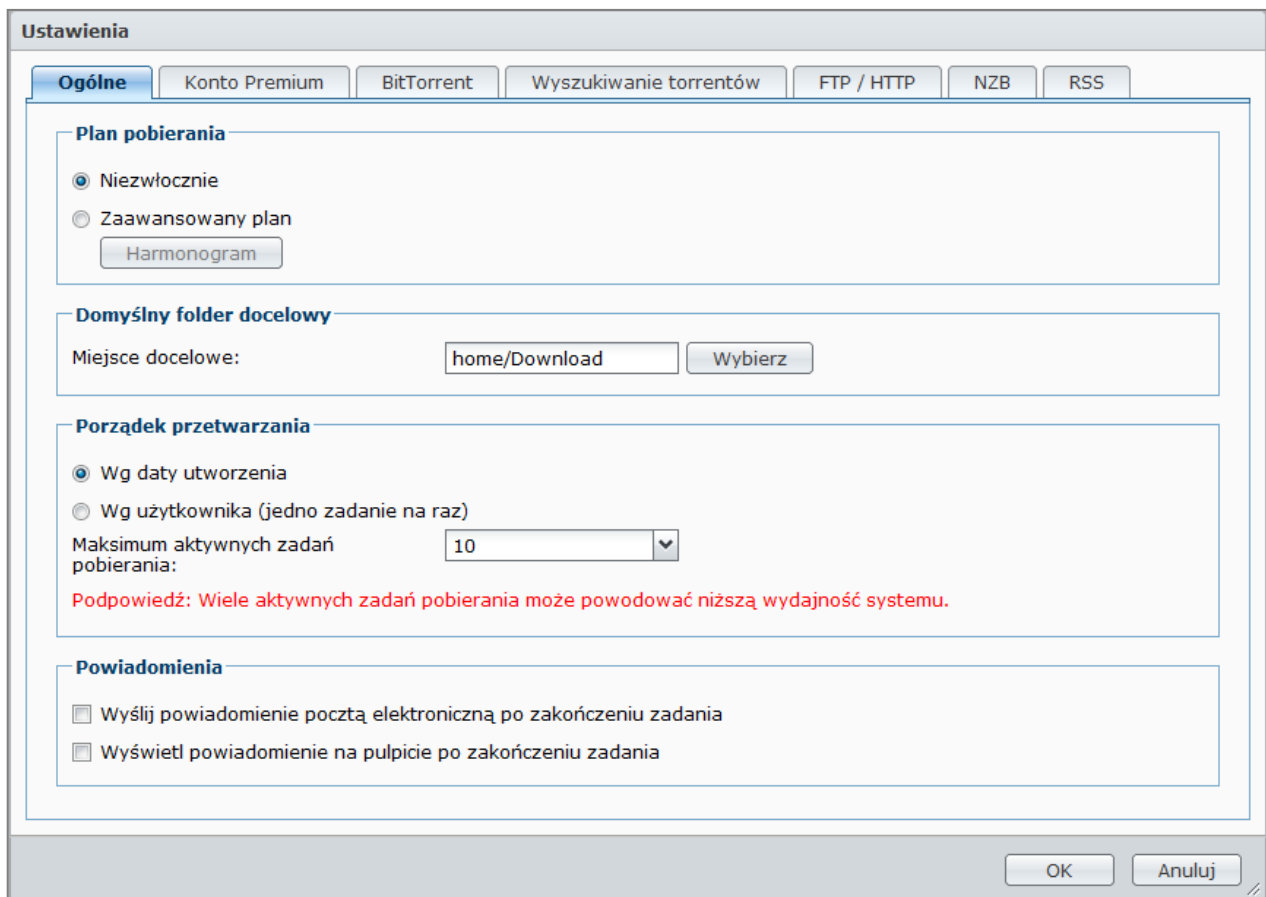 Ustawienia
Ogólne Konto Premium BitTorrent Wyszukiwanie torrentów FTP / HTTP NZB RSS
Plan pobierania
Niezwłocznie
Zaawansowany plan
Harmonogram
Domyślny folder docelowy
Miejsce docelowe: home/Download Wybierz
Porządek przetwarzania
Wg daty utworzenia
Wg użytkownika (jedno zadanie na raz)
Maksimum aktywnych zadań
pobierania: 10
Podpowiedź: Wiele aktywnych zadań pobierania może powodować niższą wydajność systemu.
Powiadomienia
Wyślij powiadomienie pocztą elektroniczną po zakończeniu zadania
Wyświetl powiadomienie na pulpicie po zakończeniu zadania
OK Anuluj